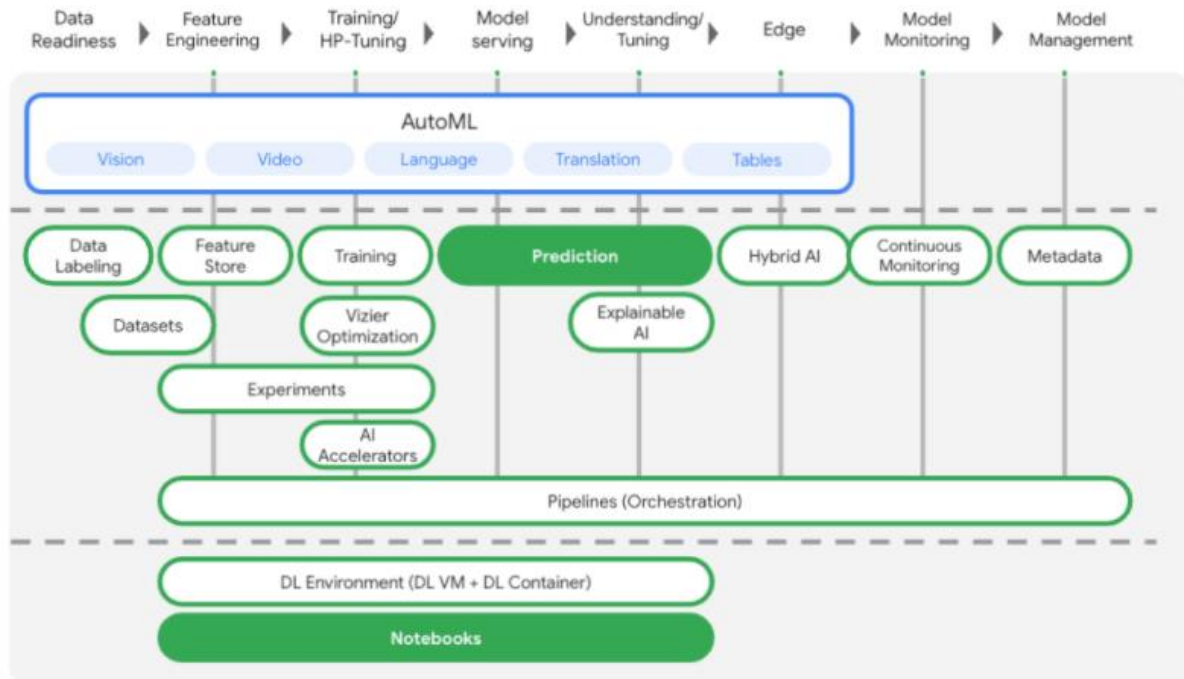 Data
Readiness
Feature
Engineering
Training/
HP-Tuning
Model
serving
Understanding/
Tuning
Edge
Model
Monitoring
Model
Management
AutoML
Vision
Video
Language
Translation
Tables
Data
Labeling
Feature
Store
Training
Prediction
Hybrid AI
Continuous
Monitoring
Metadata
Datasets
Vizier
Optimization
Explainable
AI
Experiments
AI
Accelerators
Pipelines (Orchestration)
DL Environment (DL VM + DL Container)
Notebooks